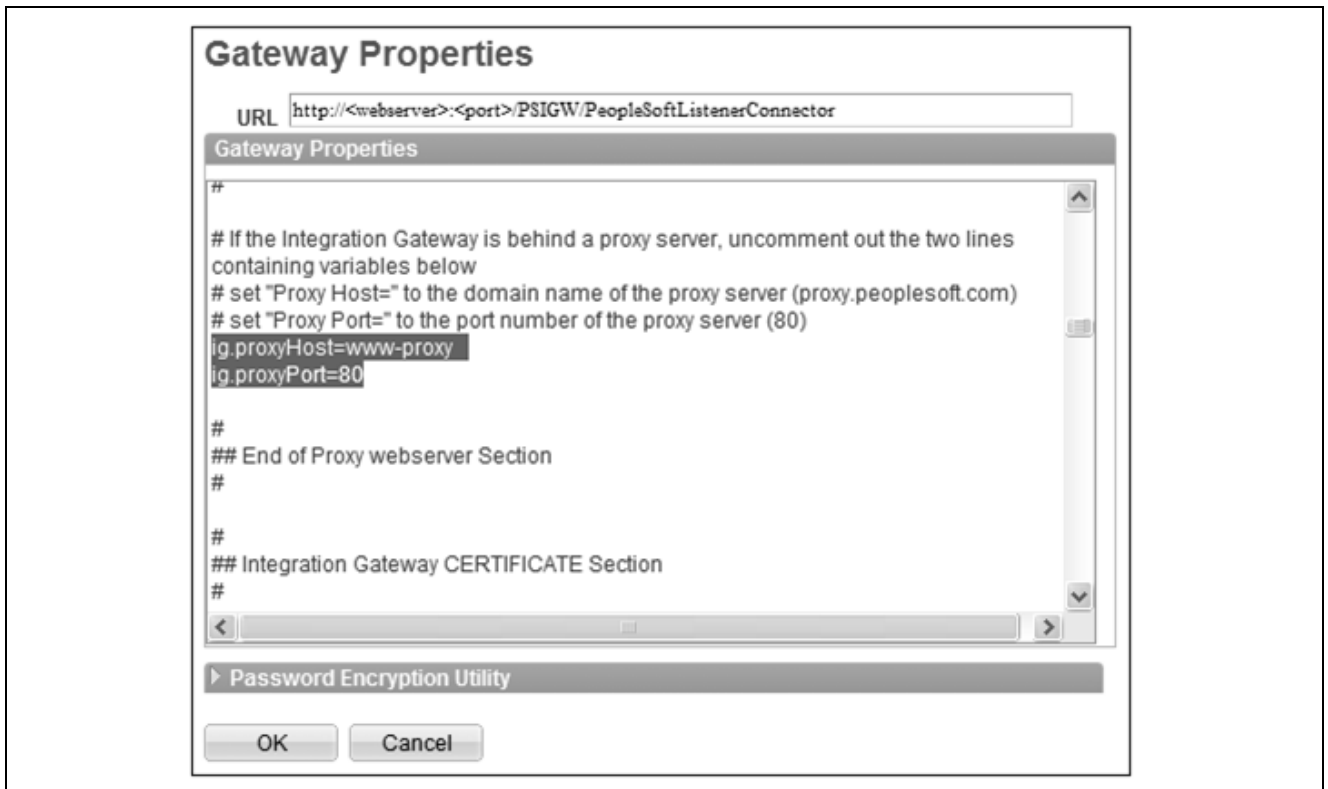 Gateway Properties
URL http://<webserver>:<port>/PSIGW/PeopleSoftListenerConnector
Gateway Properties
#
# If the Integration Gateway is behind a proxy server, uncomment out the two lines
containing variables below
# set "Proxy Host=" to the domain name of the proxy server (proxy.peoplesoft.com)
# set "Proxy Port=" to the port number of the proxy server (80)
ig.proxyHost=www-proxy
ig.proxyPort=80
#
## End of Proxy webserver Section
#
#
## Integration Gateway CERTIFICATE Section
#
Password Encryption Utility
OK Cancel